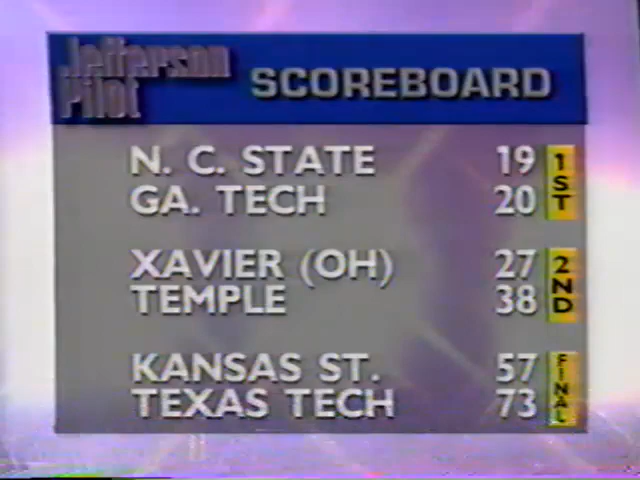 Jefferson
Pilot
SCOREBOARD
N. C. STATE 19 1ST
GA. TECH 20
XAVIER (OH) 27 2ND
TEMPLE 38
KANSAS ST. 57 FINAL
TEXAS TECH 73